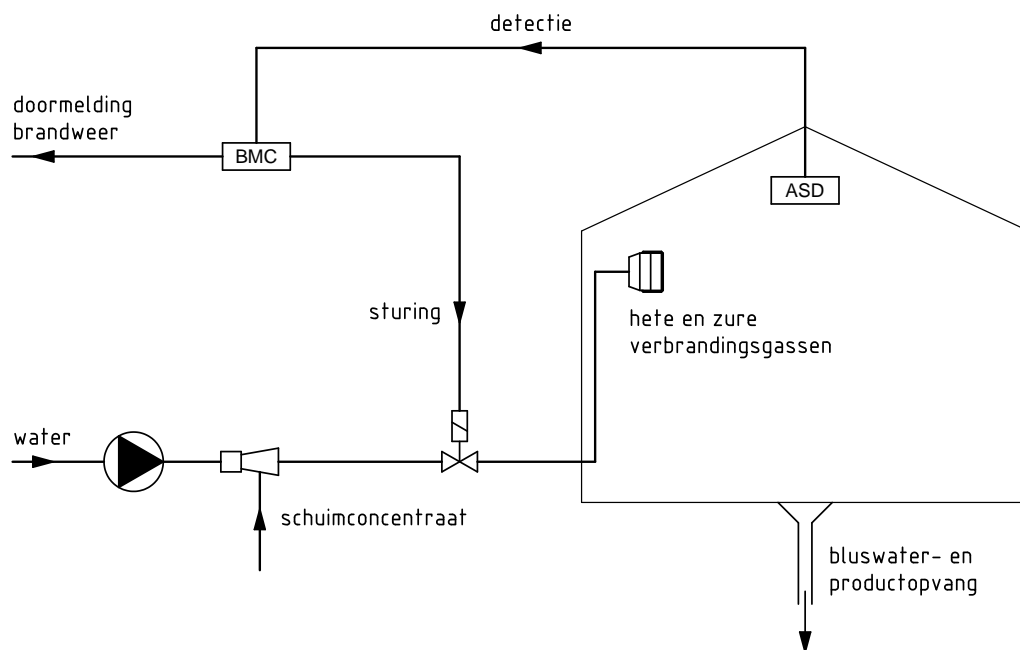 detectie
doormelding
brandweer
BMC
ASD
sturing
hete en zure
verbrandingsgassen
water
schuimconcentraat
bluswater- en
productopvang